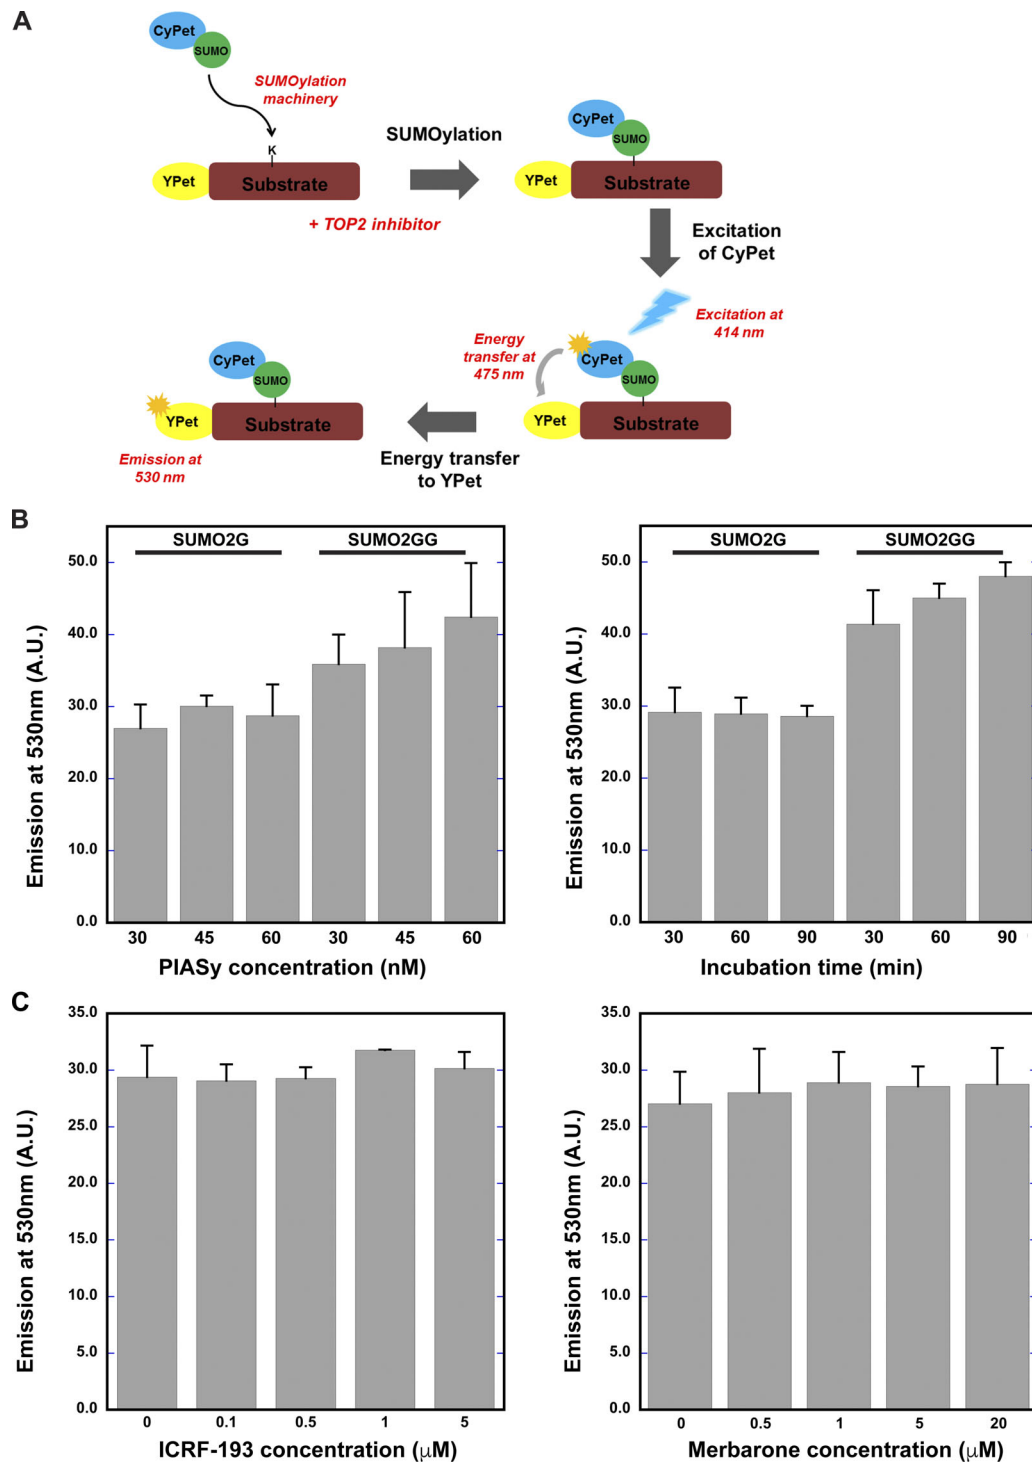 A
CyPet
SUMO
SUMOylation
machinery
K
YPet
Substrate
SUMOylation
+ TOP2 inhibitor
CyPet
SUMO
YPet
Substrate
Excitation
of CyPet
Excitation at
414 nm
Energy
transfer at
475 nm
CyPet
SUMO
YPet
Substrate
Energy transfer
to YPet
CyPet
SUMO
YPet
Substrate
Emission at
530 nm
B
SUMO2G SUMO2GG
50.0
40.0
30.0
20.0
10.0
0.0
Emission at 530nm (A.U.)
30 45 60 30 45 60
PIASy concentration (nM)
SUMO2G SUMO2GG
50.0
40.0
30.0
20.0
10.0
0.0
Emission at 530nm (A.U.)
30 60 90 30 60 90
Incubation time (min)
C
35.0
30.0
25.0
20.0
15.0
10.0
5.0
0.0
Emission at 530nm (A.U.)
0 0.1 0.5 1 5
ICRF-193 concentration (μM)
35.0
30.0
25.0
20.0
15.0
10.0
5.0
0.0
Emission at 530nm (A.U.)
0 0.5 1 5 20
Merbarone concentration (μM)